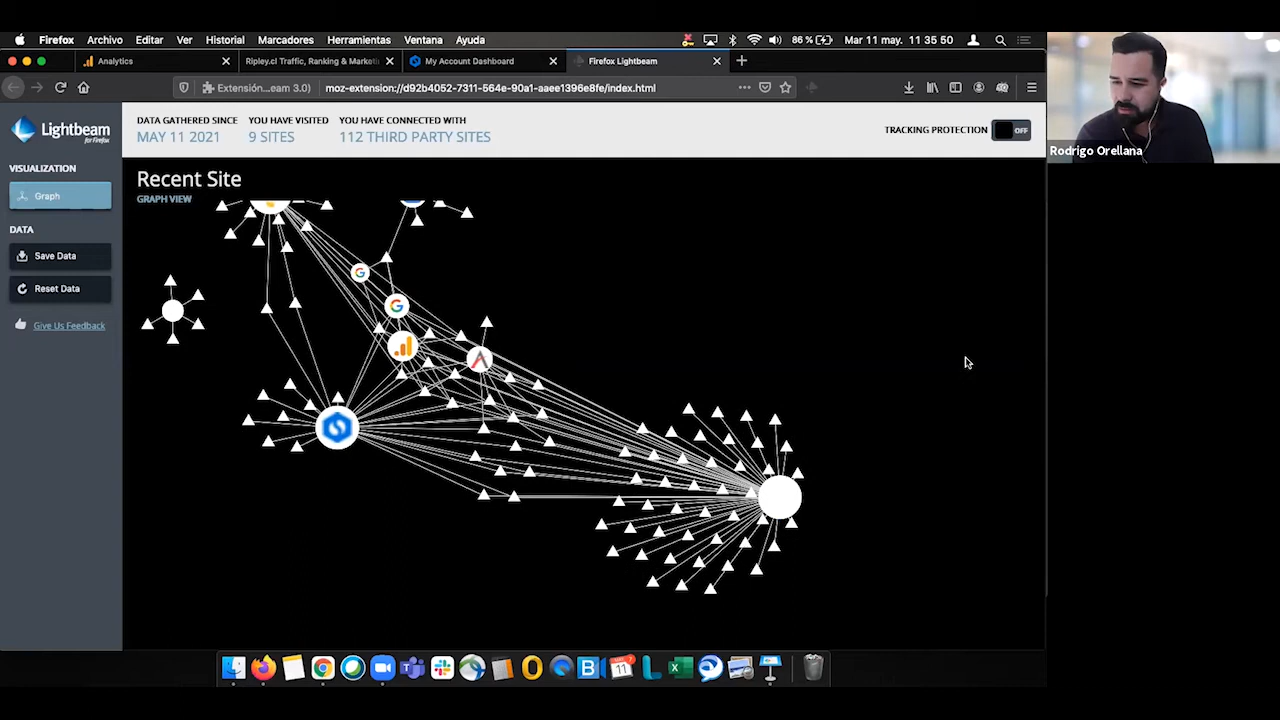 Firefox Archivo Editar Ver Historial Marcadores Herramientas Ventana Ayuda 86 % Mar 11 may. 11 35 50
Analytics Ripley.cl Traffic, Ranking & Marketi My Account Dashboard Firefox Lightbeam
Extensión...eam 3.0) moz-extension://d92b4052-7311-564e-90a1-aaee1396e8fe/index.html
Lightbeam
for Firefox
DATA GATHERED SINCE
MAY 11 2021
YOU HAVE VISITED
9 SITES
YOU HAVE CONNECTED WITH
112 THIRD PARTY SITES
TRACKING PROTECTION OFF
Rodrigo Orellana
VISUALIZATION
Graph
DATA
Save Data
Reset Data
Give Us Feedback
Recent Site
GRAPH VIEW